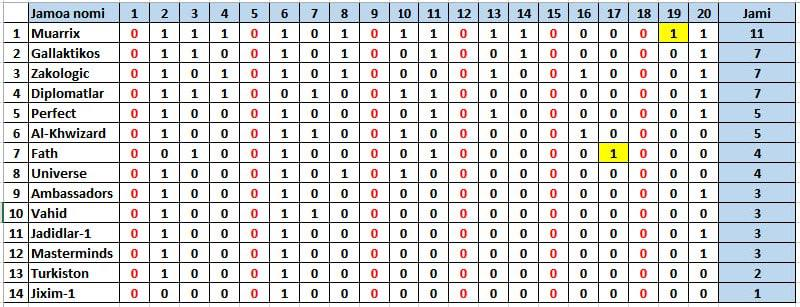 Jamoa nomi 1 2 3 4 5 6 7 8 9 10 11 12 13 14 15 16 17 18 19 20 Jami
1 Muarrix 0 1 1 1 0 1 0 1 0 1 1 0 1 1 0 0 0 0 1 1 11
2 Gallaktikos 0 1 1 0 0 1 0 1 0 0 1 0 0 1 0 0 0 0 0 1 7
3 Zakologic 0 1 0 1 0 1 0 1 0 0 0 0 1 0 0 1 0 0 0 1 7
4 Diplomatlar 0 1 1 1 0 0 1 0 0 1 1 0 0 0 0 0 0 0 0 1 7
5 Perfect 0 1 0 0 0 1 0 0 0 0 1 0 1 0 0 0 0 0 0 1 5
6 Al-Khwizard 0 1 0 0 0 1 1 0 0 1 0 0 0 0 0 1 0 0 0 0 5
7 Fath 0 0 1 0 0 1 0 0 0 0 1 0 0 0 0 0 1 0 0 0 4
8 Universe 0 1 0 0 0 1 0 1 0 1 0 0 0 0 0 0 0 0 0 0 4
9 Ambassadors 0 1 0 0 0 1 0 0 0 0 0 0 0 0 0 0 0 0 0 1 3
10 Vahid 0 1 0 0 0 1 1 0 0 0 0 0 0 0 0 0 0 0 0 0 3
11 Jadidlar-1 0 1 0 0 0 1 0 0 0 0 0 0 0 0 0 0 0 0 0 1 3
12 Masterminds 0 1 0 0 0 1 0 0 0 0 0 0 0 0 0 0 0 0 0 1 3
13 Turkiston 0 1 0 0 0 1 0 0 0 0 0 0 0 0 0 0 0 0 0 0 2
14 Jixim-1 0 0 0 0 0 1 0 0 0 0 0 0 0 0 0 0 0 0 0 0 1